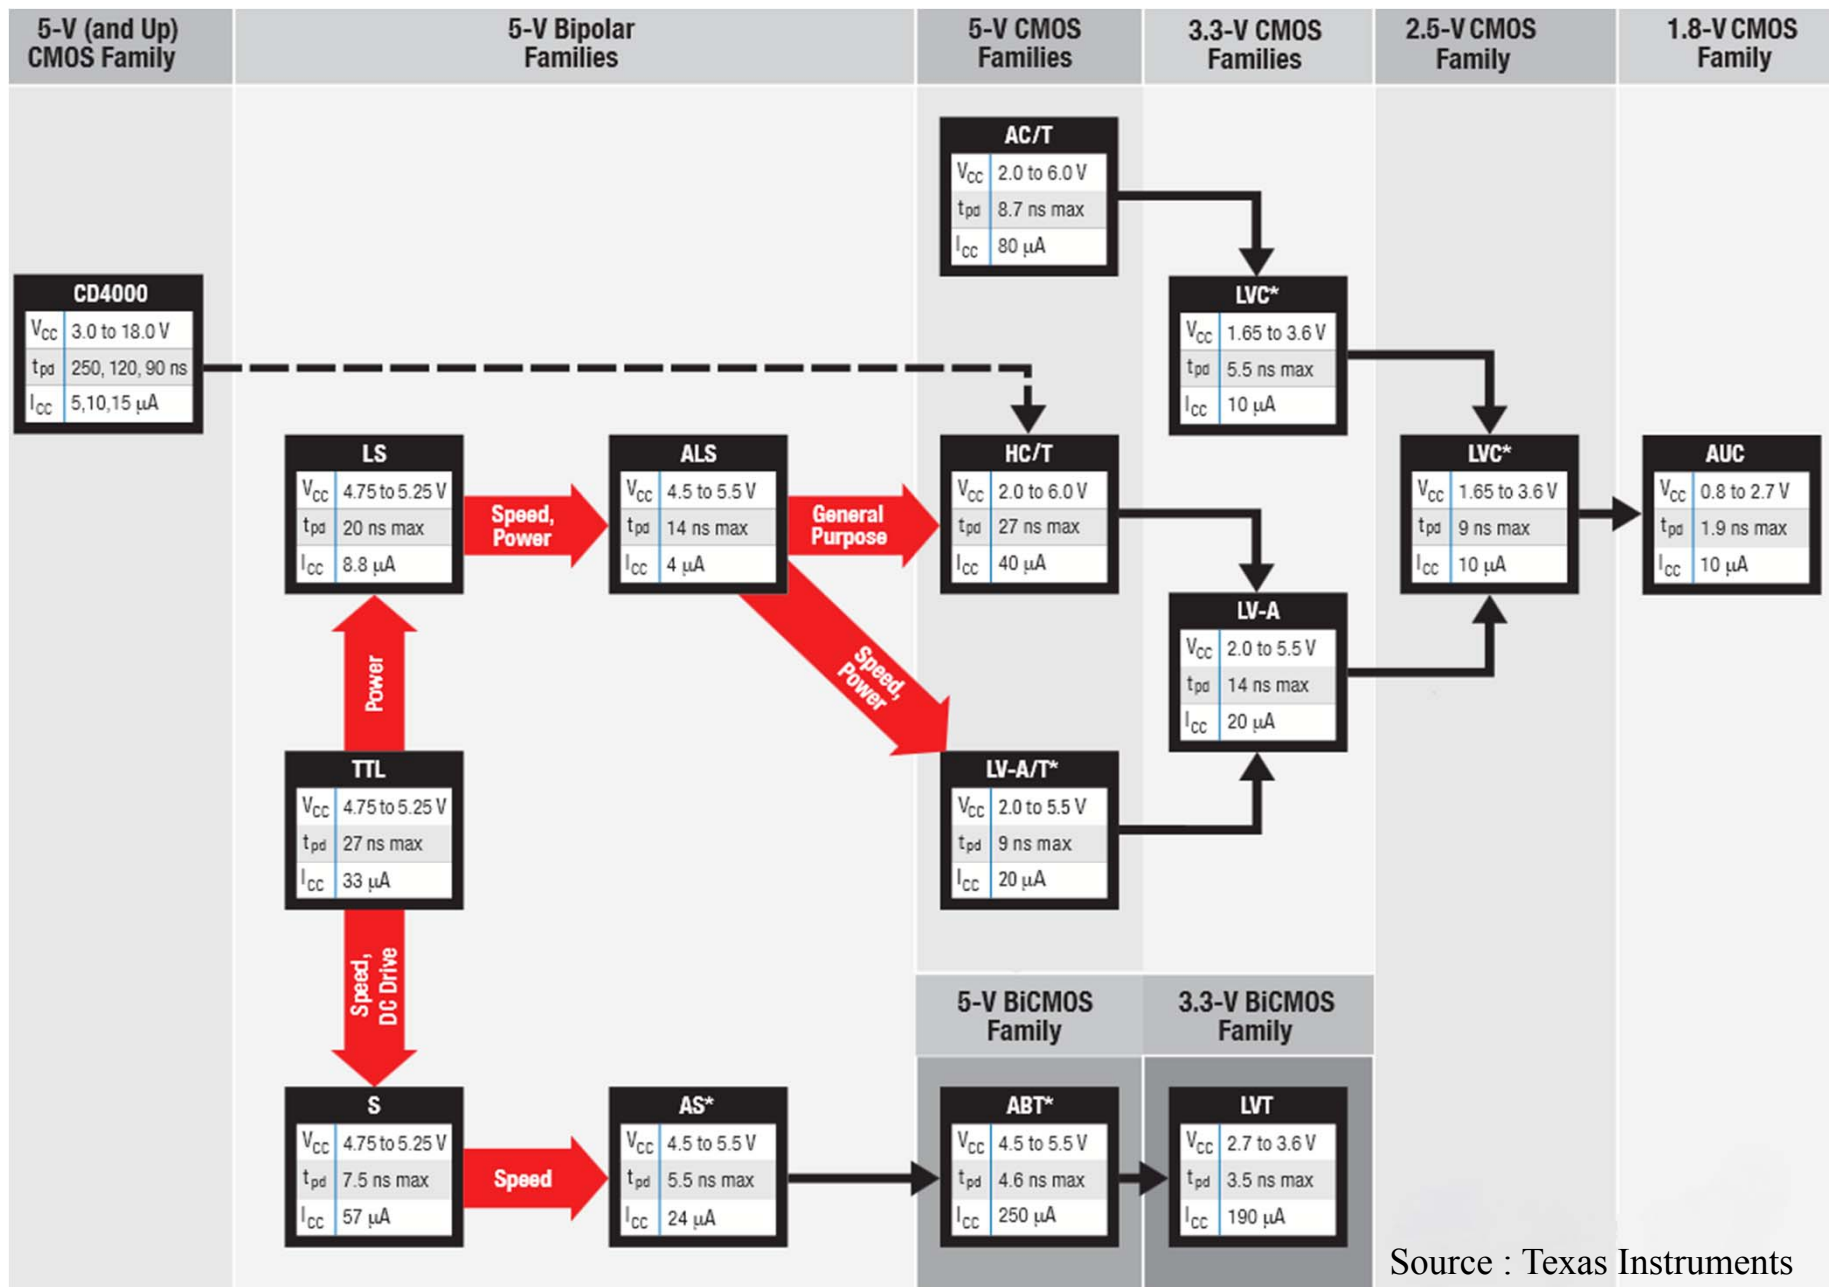 5-V (and Up)
CMOS Family
5-V Bipolar
Families
5-V CMOS
Families
3.3-V CMOS
Families
2.5-V CMOS
Family
1.8-V CMOS
Family
AC/T
VCC 2.0 to 6.0 V
tpd 8.7 ns max
ICC 80 µA
CD4000
VCC 3.0 to 18.0 V
tpd 250, 120, 90 ns
ICC 5,10,15 µA
LVC*
VCC 1.65 to 3.6 V
tpd 5.5 ns max
ICC 10 µA
LS
VCC 4.75 to 5.25 V
tpd 20 ns max
ICC 8.8 µA
Speed,
Power
ALS
VCC 4.5 to 5.5 V
tpd 14 ns max
ICC 4 µA
General
Purpose
HC/T
VCC 2.0 to 6.0 V
tpd 27 ns max
ICC 40 µA
LVC*
VCC 1.65 to 3.6 V
tpd 9 ns max
ICC 10 µA
AUC
VCC 0.8 to 2.7 V
tpd 1.9 ns max
ICC 10 µA
Power
Speed,
Power
LV-A
VCC 2.0 to 5.5 V
tpd 14 ns max
ICC 20 µA
TTL
VCC 4.75 to 5.25 V
tpd 27 ns max
ICC 33 µA
LV-A/T*
VCC 2.0 to 5.5 V
tpd 9 ns max
ICC 20 µA
Speed,
DC Drive
5-V BiCMOS
Family
3.3-V BiCMOS
Family
S
VCC 4.75 to 5.25 V
tpd 7.5 ns max
ICC 57 µA
Speed
AS*
VCC 4.5 to 5.5 V
tpd 5.5 ns max
ICC 24 µA
ABT*
VCC 4.5 to 5.5 V
tpd 4.6 ns max
ICC 250 µA
LVT
VCC 2.7 to 3.6 V
tpd 3.5 ns max
ICC 190 µA
Source : Texas Instruments